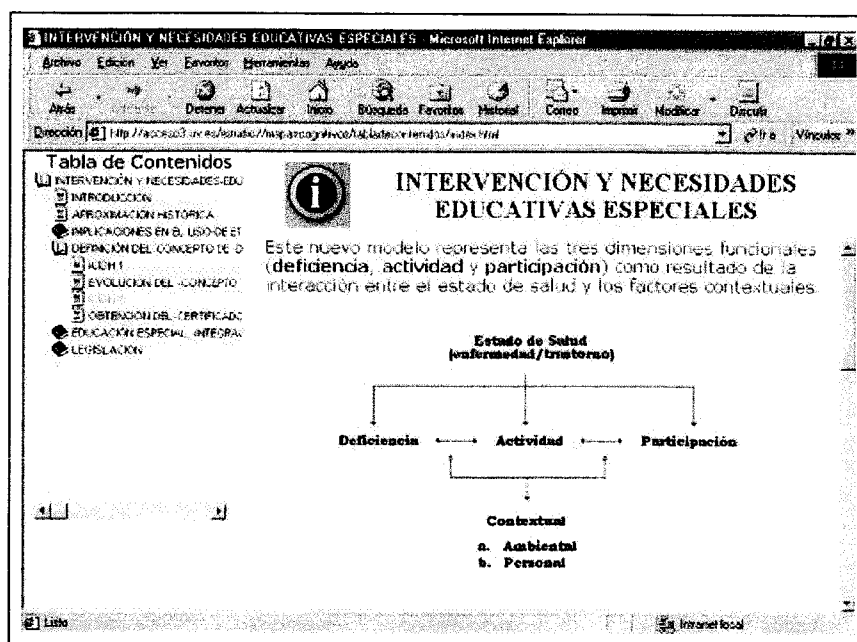 INTERVENCIÓN Y NECESIDADES EDUCATIVAS ESPECIALES - Microsoft Internet Explorer
Archivo Edición Ver Favoritos Herramientas Ayuda
Atrás Detener Actualizar Inicio Búsqueda Favoritos Historial Correo Imprimir Modificar Discutir
Dirección Ir a Vínculos »
Tabla de Contenidos
INTERVENCIÓN Y NECESIDADES-EDU
INTRODUCCION
APROXIMACION HISTÓRICA
IMPLICACIONES EN EL USO DE ET
DEFINICIÓN DEL CONCEPTO DE D
EVOLUCIÓN DEL CONCEPTO
OBTENCIÓN DEL CERTIFICADO
EDUCACIÓN ESPECIAL, INTEGRA
LEGISLACIÓN
INTERVENCIÓN Y NECESIDADES
EDUCATIVAS ESPECIALES
Este nuevo modelo representa las tres dimensiones funcionales
(deficiencia, actividad y participación) como resultado de la
interacción entre el estado de salud y los factores contextuales.
Estado de Salud
(enfermedad/trastorno)
Deficiencia Actividad Participación
Contextual
a. Ambiental
b. Personal
Listo Intranet local